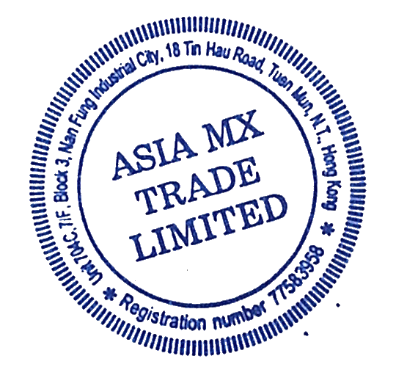 Unit 704C, 7/F, Block 3, Nan Fung Industrial City, 18 Tin Hau Road, Tuen Mun, N.T., Hong Kong
ASIA MX
TRADE
LIMITED
* Registration number 77583958 *